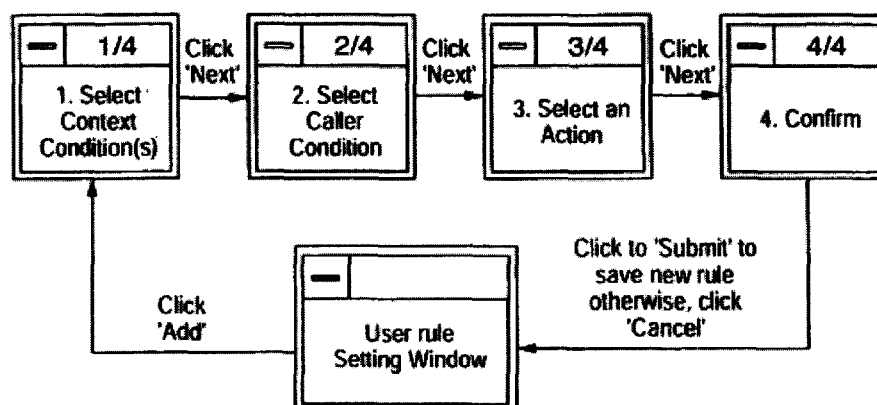 1/4
1. Select
Context
Condition(s)
Click
'Next'
2/4
2. Select
Caller
Condition
Click
'Next'
3/4
3. Select an
Action
Click
'Next'
4/4
4. Confirm
Click to 'Submit' to
save new rule
otherwise, click
'Cancel'
User rule
Setting Window
Click
'Add'